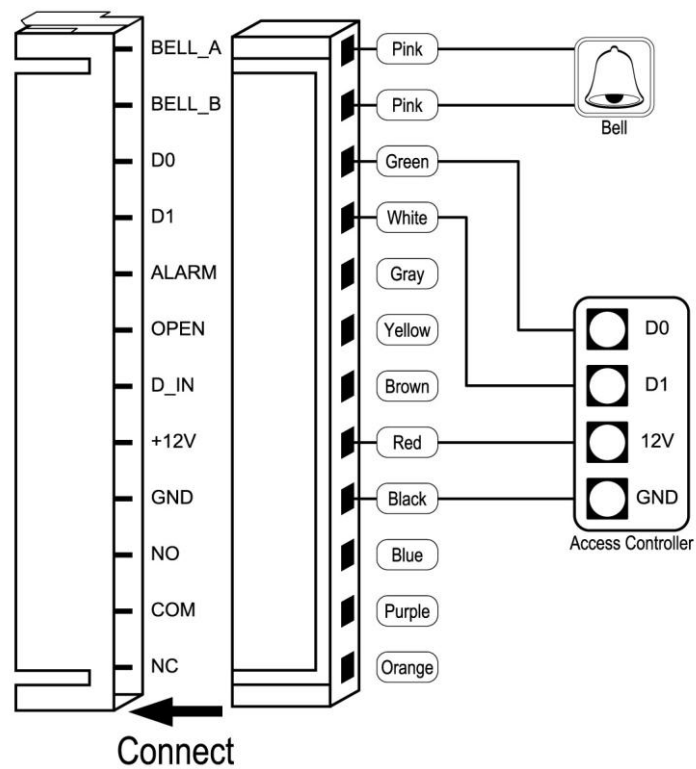 BELL_A Pink
BELL_B Pink
Bell
D0 Green
D1 White
ALARM Gray
OPEN Yellow D0
D_IN Brown D1
+12V Red 12V
GND Black GND
Access Controller
NO Blue
COM Purple
NC Orange
Connect